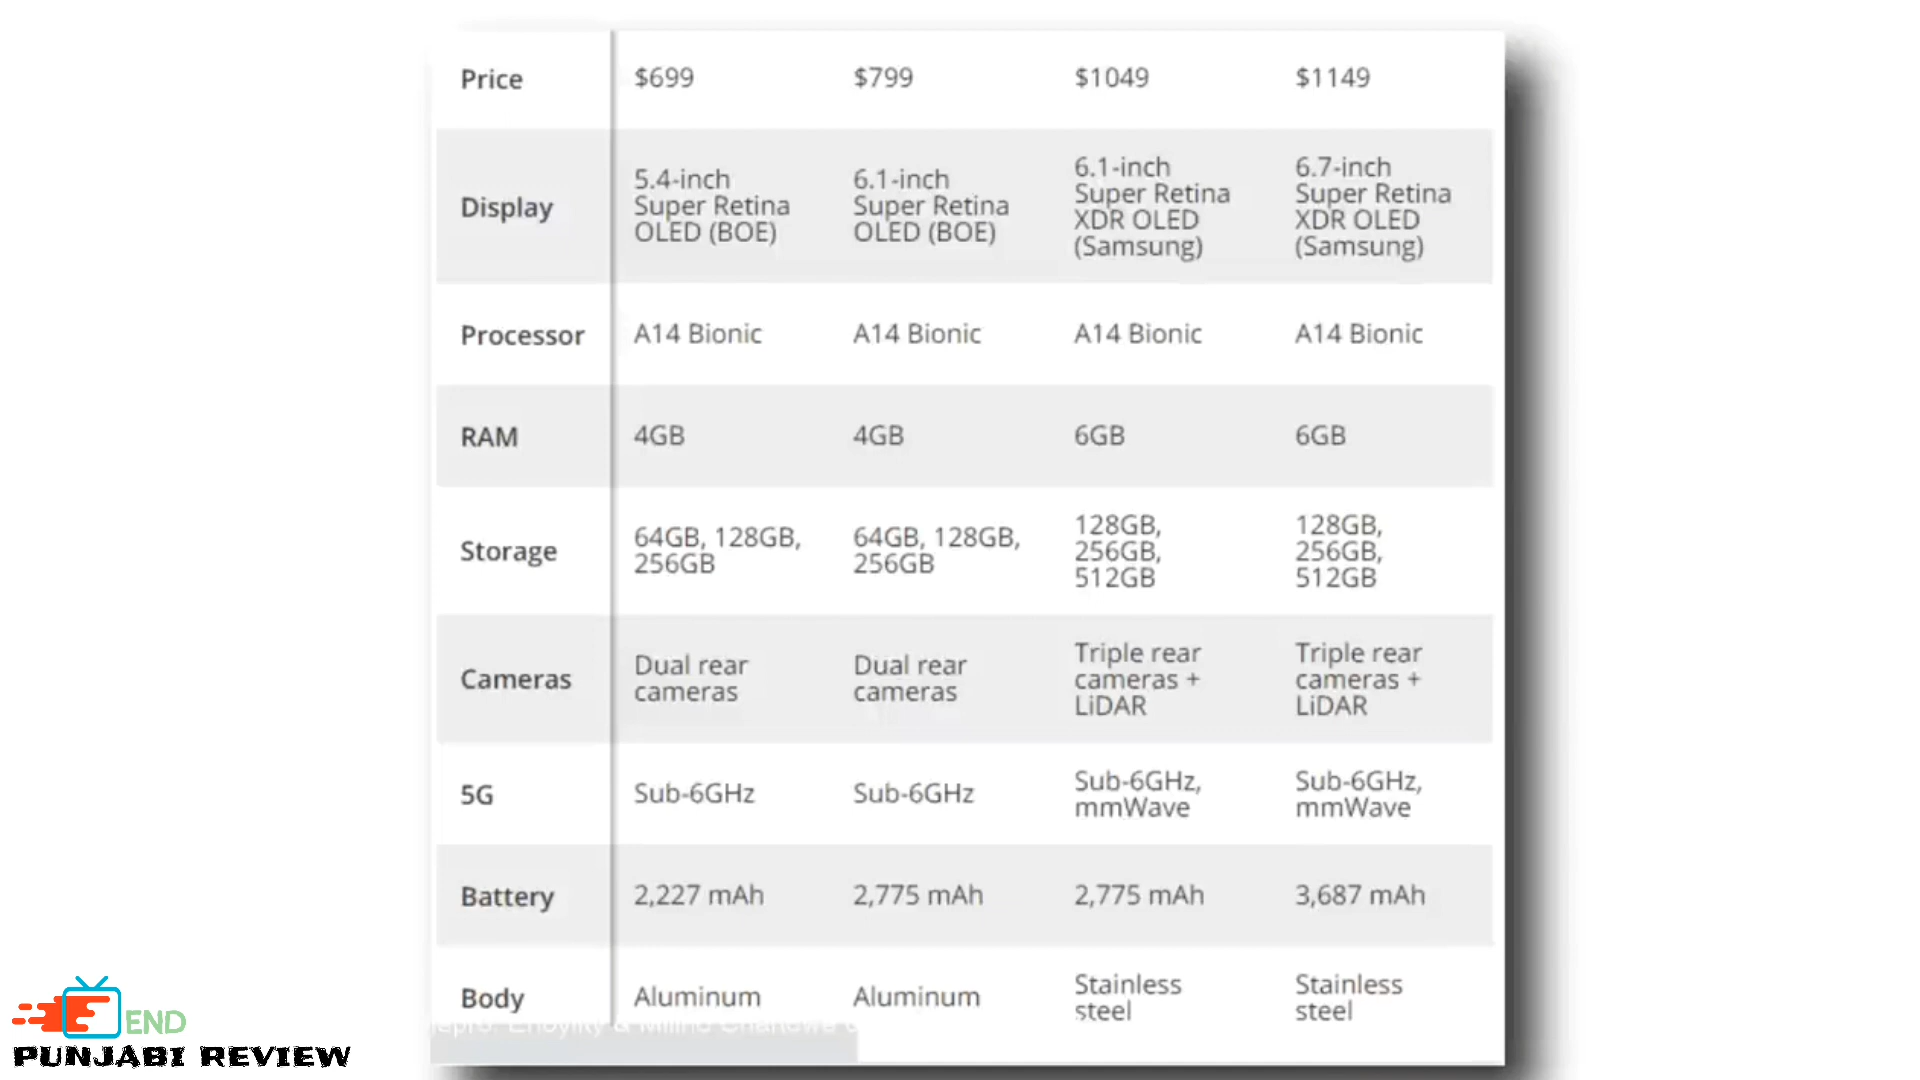 Price $699 $799 $1049 $1149
Display
5.4-inch
Super Retina
OLED (BOE)
6.1-inch
Super Retina
OLED (BOE)
6.1-inch
Super Retina
XDR OLED
(Samsung)
6.7-inch
Super Retina
XDR OLED
(Samsung)
Processor A14 Bionic A14 Bionic A14 Bionic A14 Bionic
RAM 4GB 4GB 6GB 6GB
Storage
64GB, 128GB,
256GB
64GB, 128GB,
256GB
128GB,
256GB,
512GB
128GB,
256GB,
512GB
Cameras
Dual rear
cameras
Dual rear
cameras
Triple rear
cameras +
LiDAR
Triple rear
cameras +
LiDAR
5G
Sub-6GHz
Sub-6GHz
Sub-6GHz,
mmWave
Sub-6GHz,
mmWave
Battery 2,227 mAh 2,775 mAh 2,775 mAh 3,687 mAh
Body
Aluminum
Aluminum
Stainless
steel
Stainless
steel
END
PUNJABI REVIEW